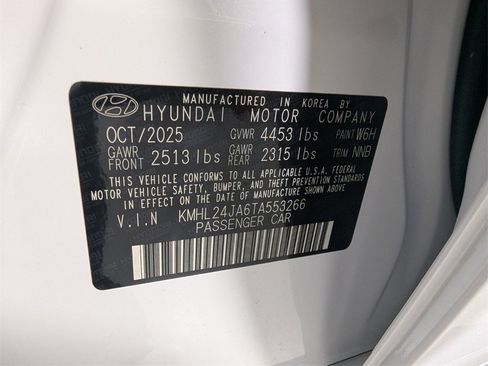 MANUFACTURED IN KOREA BY
HYUNDAI MOTOR COMPANY
OCT/2025 GVWR 4453 lbs PAINT W6H
GAWR FRONT 2513 lbs GAWR REAR 2315 lbs TRIM NNB
THIS VEHICLE CONFORMS TO ALL APPLICABLE U.S.A. FEDERAL
MOTOR VEHICLE SAFETY, BUMPER, AND THEFT PREVENTION STANDARDS
IN EFFECT ON THE DATE OF MANUFACTURE SHOWN ABOVE.
V.I.N KMHL24JA6TA553266
PASSENGER CAR